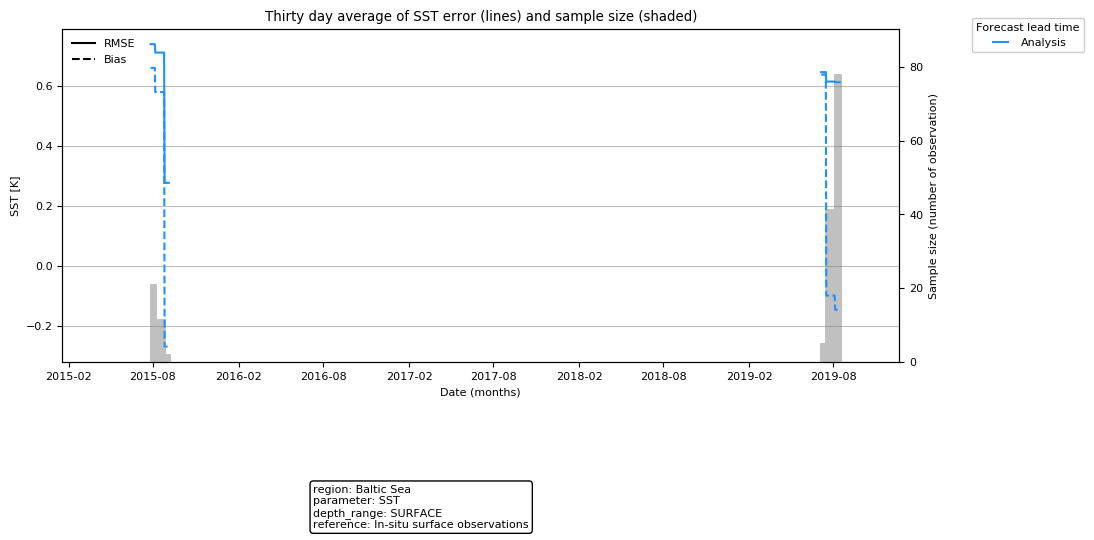 Thirty day average of SST error (lines) and sample size (shaded)
Forecast lead time
Analysis
RMSE
Bias
0.6
0.4
0.2
0.0
−0.2
SST [K]
80
60
40
20
0
Sample size (number of observation)
2015-02
2015-08
2016-02
2016-08
2017-02
2017-08
2018-02
2018-08
2019-02
2019-08
Date (months)
region: Baltic Sea
parameter: SST
depth_range: SURFACE
reference: In-situ surface observations